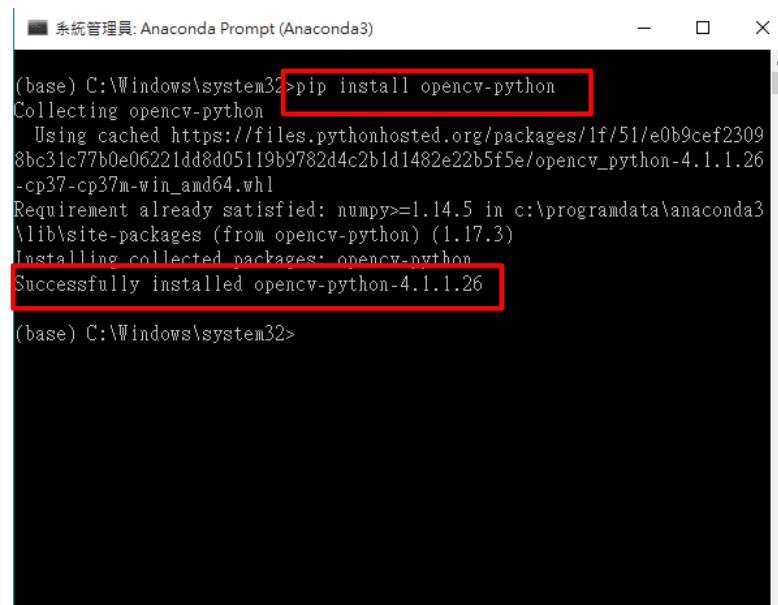 系統管理員: Anaconda Prompt (Anaconda3)
(base) C:\Windows\system32>pip install opencv-python
Collecting opencv-python
Using cached https://files.pythonhosted.org/packages/1f/51/e0b9cef2309
8bc31c77b0e06221dd8d05119b9782d4c2b1d1482e22b5f5e/opencv_python-4.1.1.26
-cp37-cp37m-win_amd64.whl
Requirement already satisfied: numpy>=1.14.5 in c:\programdata\anaconda3
\lib\site-packages (from opencv-python) (1.17.3)
Installing collected packages: opencv-python
Successfully installed opencv-python-4.1.1.26
(base) C:\Windows\system32>